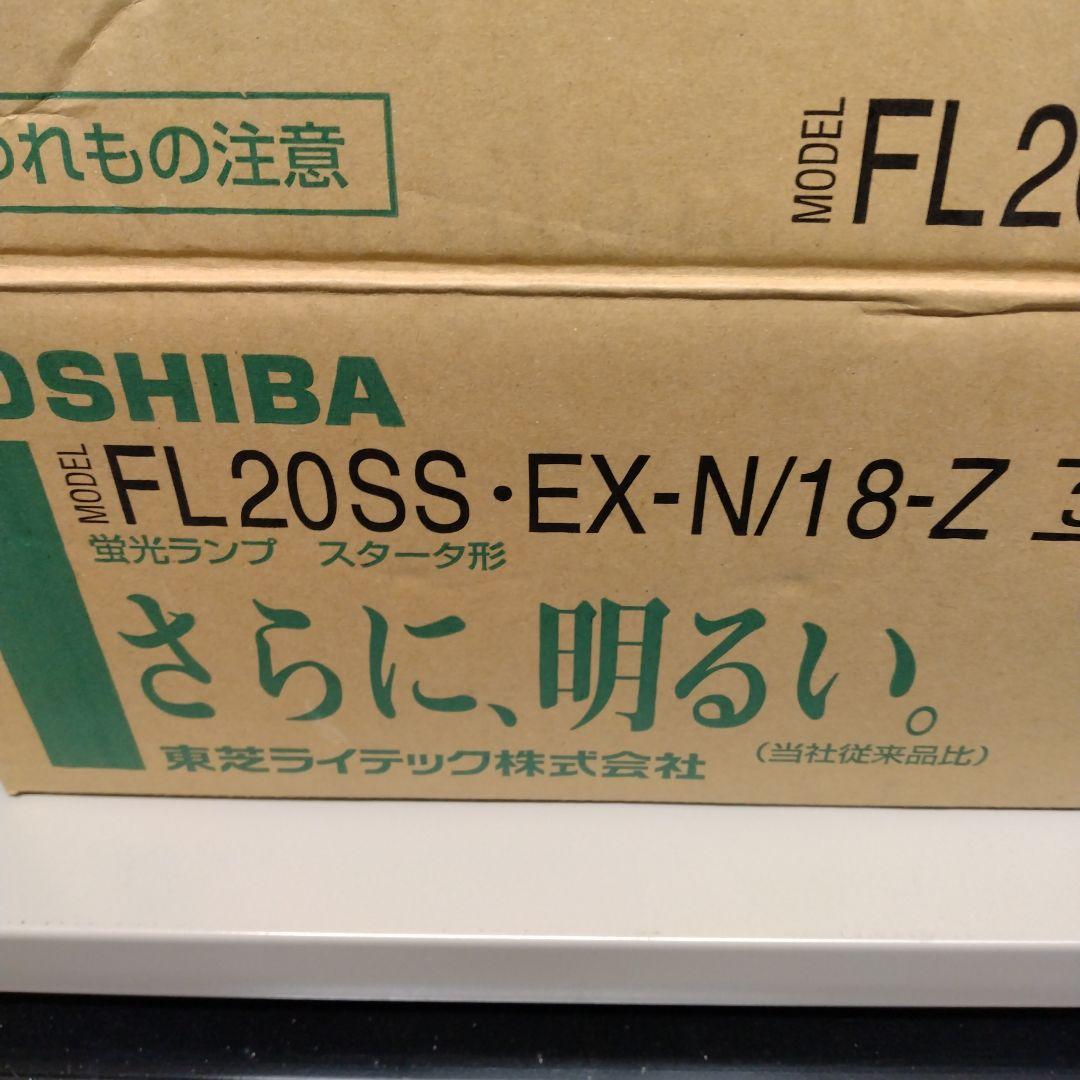 われもの注意
MODEL FL20
TOSHIBA
MODEL FL20SS・EX-N/18-Z
蛍光ランプ スタータ形
さらに、明るい。
東芝ライテック株式会社 (当社従来品比)